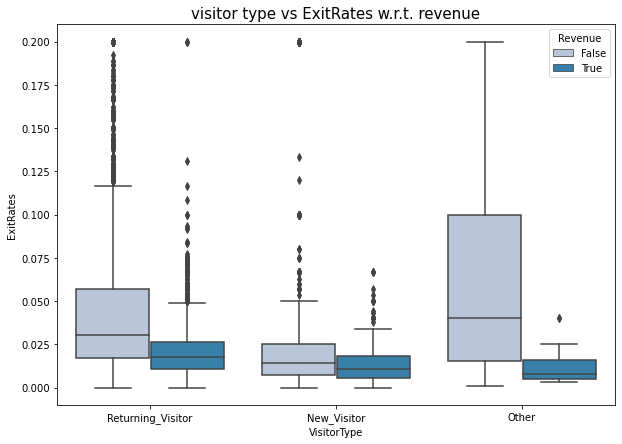 visitor type vs ExitRates w.r.t. revenue
Revenue
False
True
ExitRates
0.200
0.175
0.150
0.125
0.100
0.075
0.050
0.025
0.000
Returning_Visitor
New_Visitor
Other
VisitorType